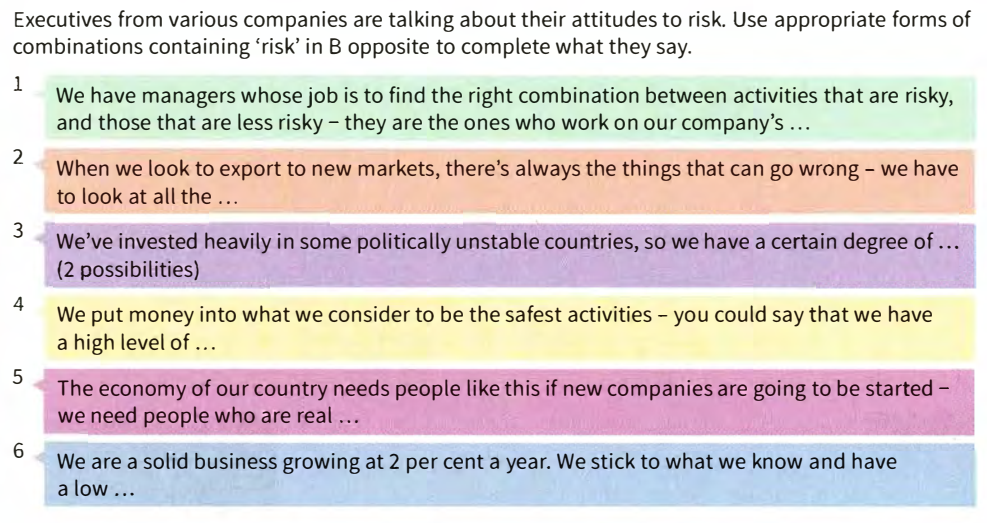 Executives from various companies are talking about their attitudes to risk. Use appropriate forms of
combinations containing ‘risk’ in B opposite to complete what they say.
1
We have managers whose job is to find the right combination between activities that are risky,
and those that are less risky – they are the ones who work on our company’s …
2
When we look to export to new markets, there’s always the things that can go wrong – we have
to look at all the …
3
We’ve invested heavily in some politically unstable countries, so we have a certain degree of …
(2 possibilities)
4
We put money into what we consider to be the safest activities – you could say that we have
a high level of …
5
The economy of our country needs people like this if new companies are going to be started –
we need people who are real …
6
We are a solid business growing at 2 per cent a year. We stick to what we know and have
a low …